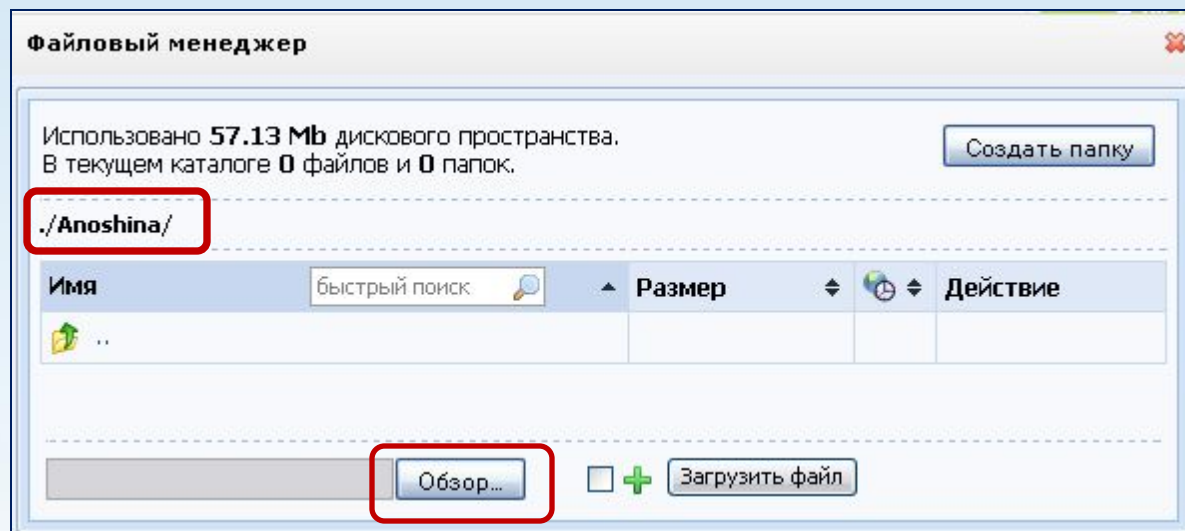 Файловый менеджер
Использовано 57.13 Mb дискового пространства.
В текущем каталоге 0 файлов и 0 папок.
Создать папку
./Anoshina/
Имя быстрый поиск Размер Действие
..
Обзор... Загрузить файл